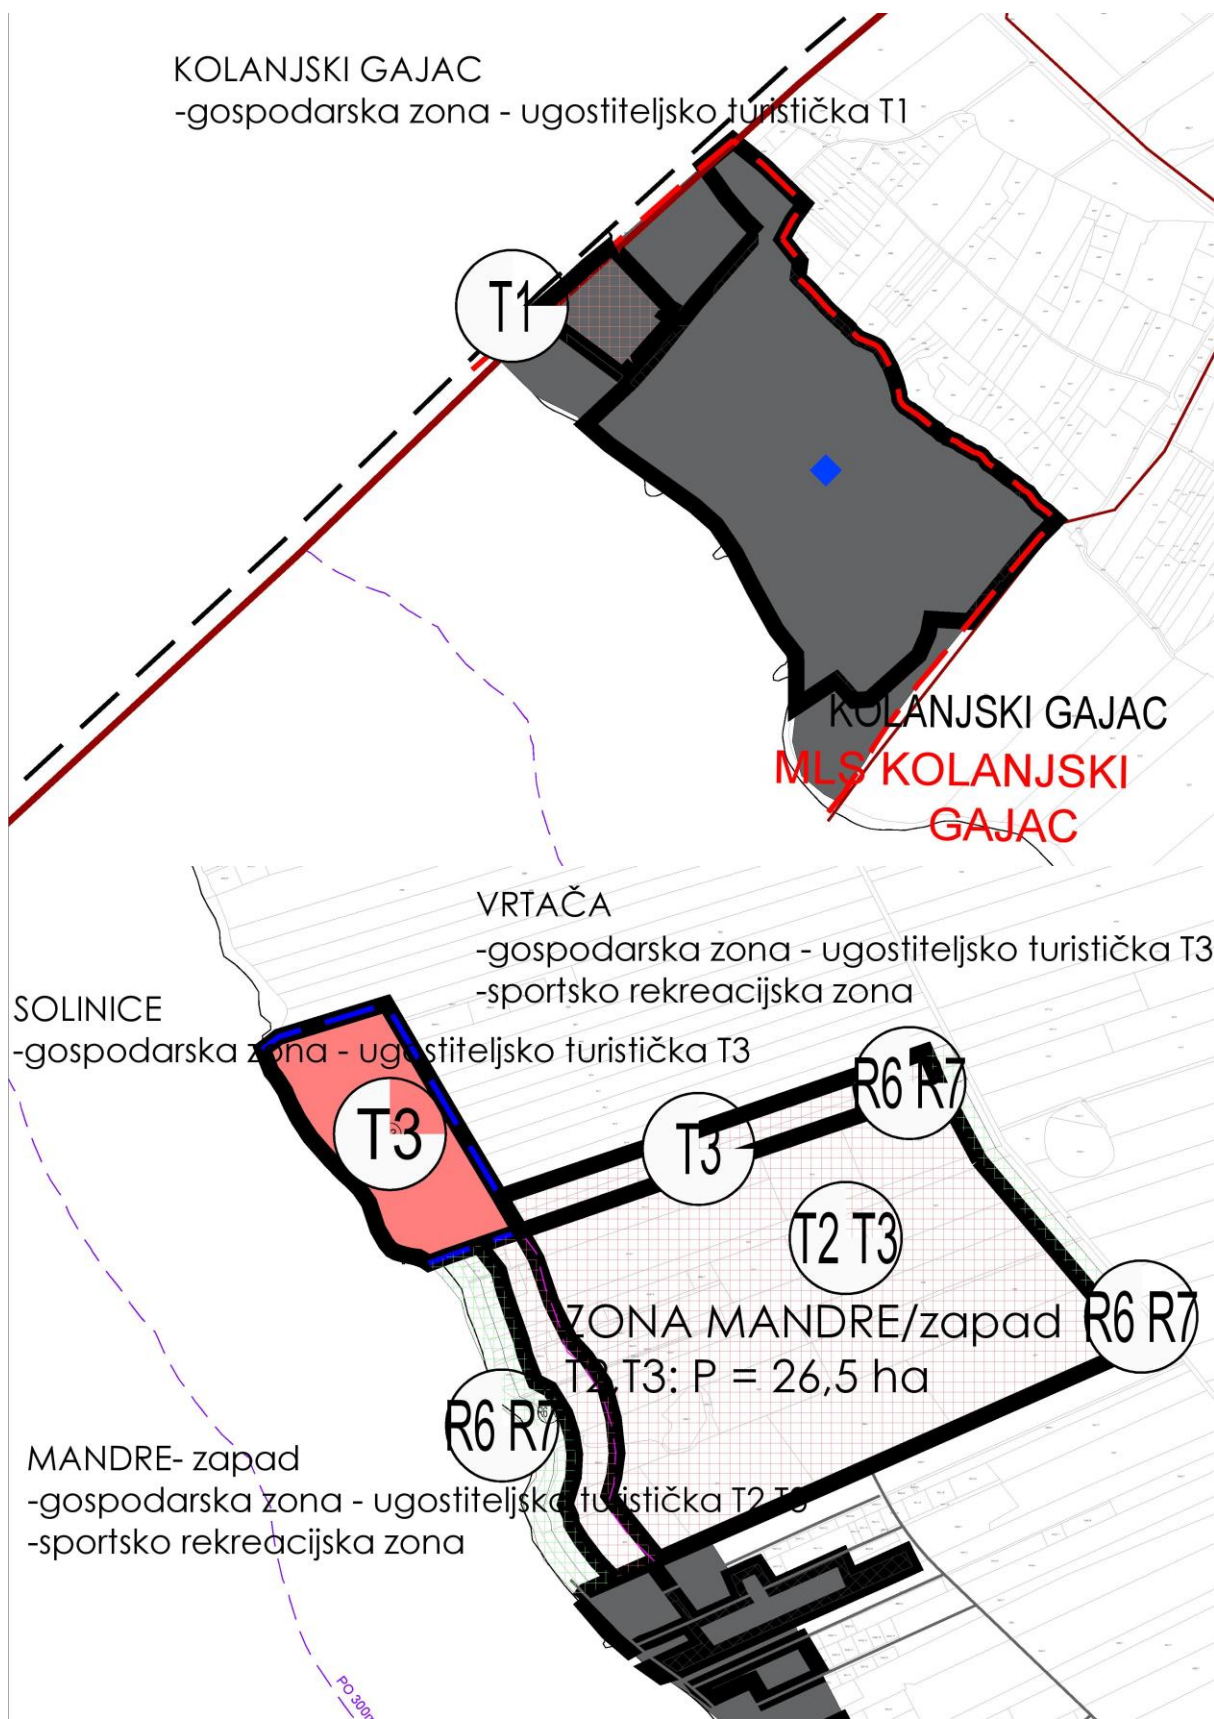 KOLANJSKI GAJAC
-gospodarska zona - ugostiteljsko turistička T1
T1
KOLANJSKI GAJAC
MLS KOLANJSKI
GAJAC
VRTAČA
-gospodarska zona - ugostiteljsko turistička T3
-sportsko rekreacijska zona
SOLINICE
-gospodarska zona - ugostiteljsko turistička T3
R6 R7
T3
T3
T2 T3
ZONA MANDRE/zapad
T2,T3: P = 26,5 ha
R6 R7
R6 R7
MANDRE- zapad
-gospodarska zona - ugostiteljsko turistička T2 T3
-sportsko rekreacijska zona
PO 300m